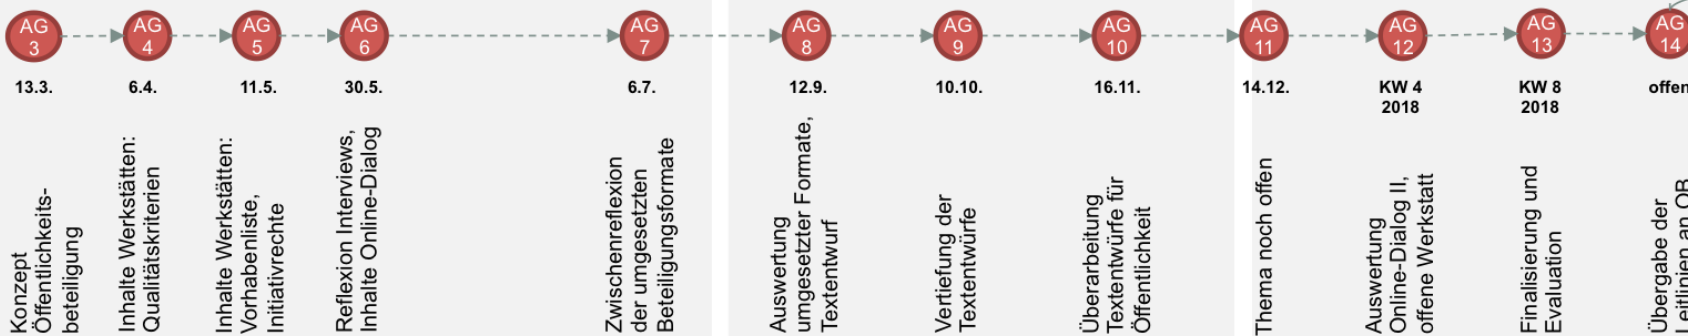 AG
3
AG
4
AG
5
AG
6
AG
7
AG
8
AG
9
AG
10
AG
11
AG
12
AG
13
AG
14
13.3.
6.4.
11.5.
30.5.
6.7.
12.9.
10.10.
16.11.
14.12.
KW 4
2018
KW 8
2018
offen
Konzept
Öffentlichkeits-
beteiligung
Inhalte Werkstätten:
Qualitätskriterien
Inhalte Werkstätten:
Vorhabenliste,
Initiativrechte
Reflexion Interviews,
Inhalte Online-Dialog
Zwischenreflexion
der umgesetzten
Beteiligungsformate
Auswertung
umgesetzter Formate,
Textentwurf
Vertiefung der
Textentwürfe
Überarbeitung
Textentwürfe für
Öffentlichkeit
Thema noch offen
Auswertung
Online-Dialog II,
offene Werkstatt
Finalisierung und
Evaluation
Übergabe der
Leitlinien an OB